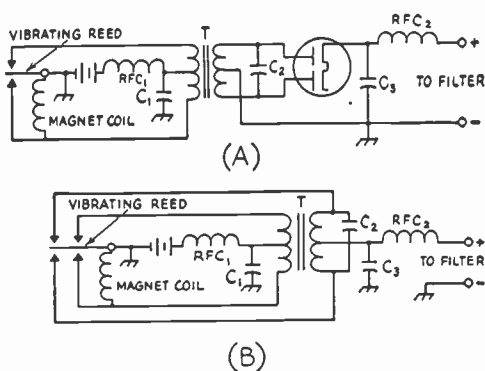 VIBRATING REED
T
RFC2
+
RFC1
C1
C2
C3
TO FILTER
MAGNET COIL
-
(A)
VIBRATING REED
T
C2
RFC2
+
RFC1
C1
C3
TO FILTER
MAGNET COIL
-
(B)